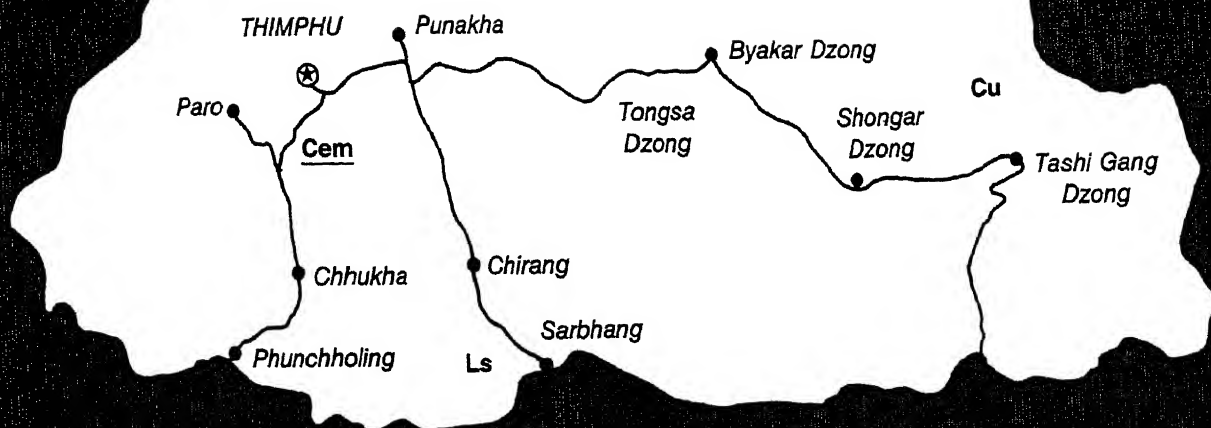 THIMPHU
Punakha
Byakar Dzong
Cu
Paro
Tongsa
Dzong
Shongar
Dzong
Cem
Tashi Gang
Dzong
Chhukha
Chirang
Sarbhang
Phunchholing
Ls